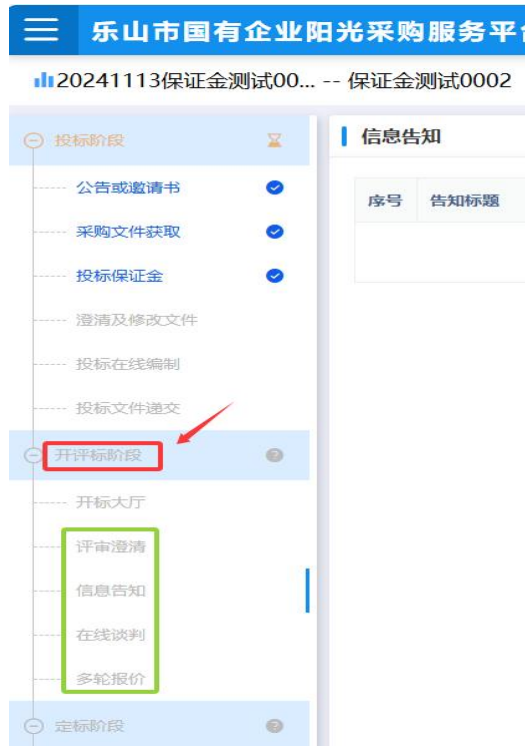 乐山市国有企业阳光采购服务平台
20241113保证金测试00... -- 保证金测试0002
投标阶段
信息告知
公告或邀请书
序号 告知标题
采购文件获取
投标保证金
澄清及修改文件
投标在线编制
投标文件递交
开评标阶段
开标大厅
评审澄清
信息告知
在线谈判
多轮报价
定标阶段